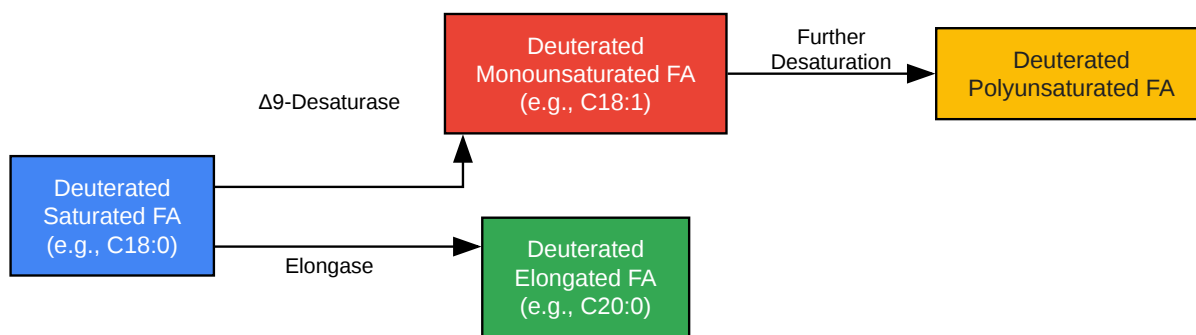 Deuterated
Saturated FA
(e.g., C18:0)
Δ9-Desaturase
Deuterated
Monounsaturated FA
(e.g., C18:1)
Further
Desaturation
Deuterated
Polyunsaturated FA
Elongase
Deuterated
Elongated FA
(e.g., C20:0)